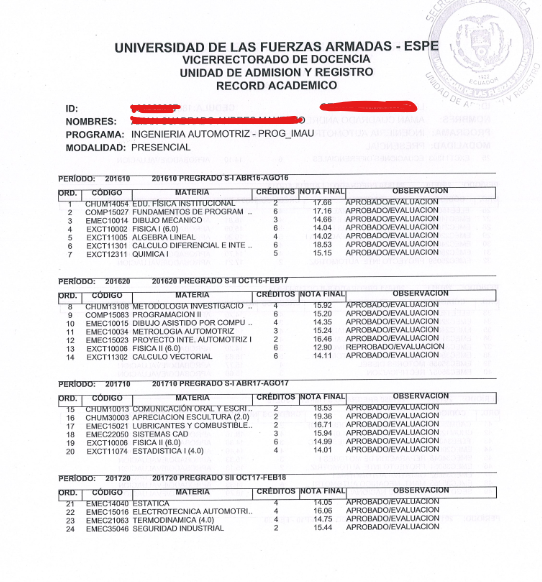 UNIVERSIDAD DE LAS FUERZAS ARMADAS - ESPE
VICERRECTORADO DE DOCENCIA
UNIDAD DE ADMISION Y REGISTRO
RECORD ACADEMICO
ID:
NOMBRES:
PROGRAMA: INGENIERIA AUTOMOTRIZ - PROG_IMAU
MODALIDAD: PRESENCIAL
PERÍODO: 201610 201610 PREGRADO S-I ABR16-AGO16
ORD. CÓDIGO MATERIA CRÉDITOS NOTA FINAL OBSERVACION
1 CHUM14054 EDU. FÍSICA INSTITUCIONAL 2 17.66 APROBADO/EVALUACION
2 COMP15027 FUNDAMENTOS DE PROGRAM ... 6 17.16 APROBADO/EVALUACION
3 EMEC10014 DIBUJO MECANICO 3 14.66 APROBADO/EVALUACION
4 EXCT10002 FISICA I (6.0) 6 14.04 APROBADO/EVALUACION
5 EXCT11005 ALGEBRA LINEAL 4 14.02 APROBADO/EVALUACION
6 EXCT11301 CALCULO DIFERENCIAL E INTE ... 6 18.53 APROBADO/EVALUACION
7 EXCT12311 QUIMICA I 5 15.15 APROBADO/EVALUACION
PERÍODO: 201620 201620 PREGRADO S-II OCT16-FEB17
ORD. CÓDIGO MATERIA CRÉDITOS NOTA FINAL OBSERVACION
8 CHUM13108 METODOLOGIA INVESTIGACIO ... 4 15.92 APROBADO/EVALUACION
9 COMP15083 PROGRAMACION II 6 15.20 APROBADO/EVALUACION
10 EMEC10015 DIBUJO ASISTIDO POR COMPU ... 4 14.35 APROBADO/EVALUACION
11 EMEC10034 METROLOGIA AUTOMOTRIZ 3 15.24 APROBADO/EVALUACION
12 EMEC15023 PROYECTO INTE. AUTOMOTRIZ I 2 16.46 APROBADO/EVALUACION
13 EXCT10006 FISICA II (6.0) 6 12.90 REPROBADO/EVALUACION
14 EXCT11302 CALCULO VECTORIAL 6 14.11 APROBADO/EVALUACION
PERÍODO: 201710 201710 PREGRADO S-I ABR17-AGO17
ORD. CÓDIGO MATERIA CRÉDITOS NOTA FINAL OBSERVACION
15 CHUM10013 COMUNICACIÓN ORAL Y ESCRI ... 2 18.53 APROBADO/EVALUACION
16 CHUM30003 APRECIACION ESCULTURA (2.0) 2 19.36 APROBADO/EVALUACION
17 EMEC15021 LUBRICANTES Y COMBUSTIBLE... 2 16.71 APROBADO/EVALUACION
18 EMEC22050 SISTEMAS CAD 3 15.94 APROBADO/EVALUACION
19 EXCT10006 FISICA II (6.0) 6 14.99 APROBADO/EVALUACION
20 EXCT11074 ESTADISTICA I (4.0) 4 14.01 APROBADO/EVALUACION
PERÍODO: 201720 201720 PREGRADO SII OCT17-FEB18
ORD. CÓDIGO MATERIA CRÉDITOS NOTA FINAL OBSERVACION
21 EMEC14040 ESTATICA 4 14.05 APROBADO/EVALUACION
22 EMEC15016 ELECTROTECNICA AUTOMOTRI... 4 16.06 APROBADO/EVALUACION
23 EMEC21063 TERMODINAMICA (4.0) 4 14.75 APROBADO/EVALUACION
24 EMEC35046 SEGURIDAD INDUSTRIAL 2 15.44 APROBADO/EVALUACION